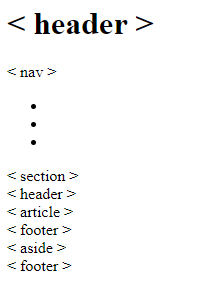 < header >
< nav >
•
•
•
< section >
< header >
< article >
< footer >
< aside >
< footer >